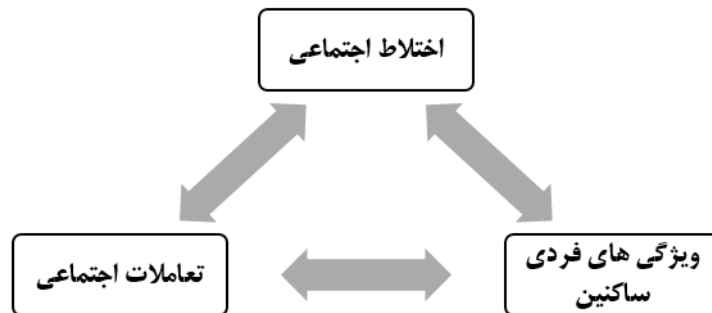 اختلاط اجتماعی
ویژگی های فردی
ساکنین
تعاملات اجتماعی